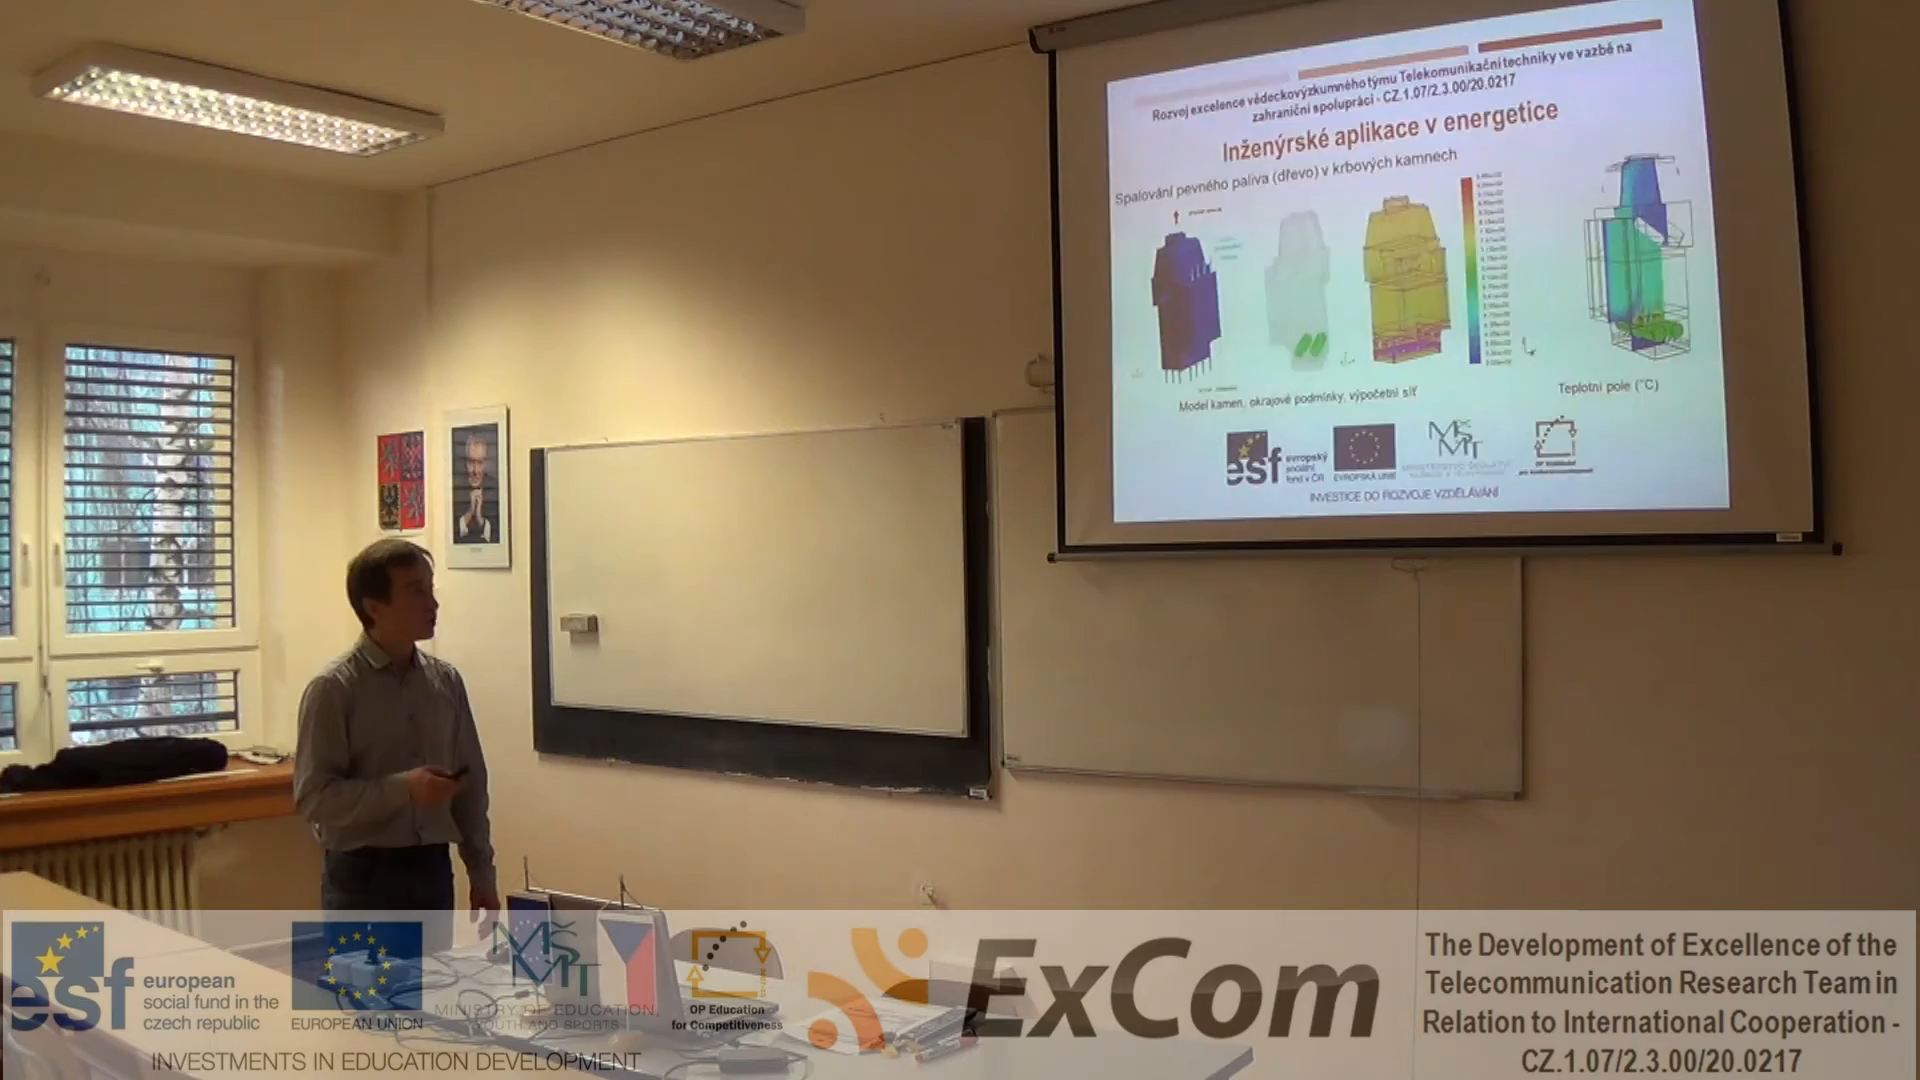 Rozvoj excelence vědeckovýzkumného týmu Telekomunikační techniky ve vazbě na
zahraniční spolupráci - CZ.1.07/2.3.00/20.0217
Inženýrské aplikace v energetice
Spalování pevného paliva (dřevo) v krbových kamnech
Model kamen, okrajové podmínky, výpočetní síť
Teplotní pole (°C)
esf
evropský
sociální
fond v ČR
EVROPSKÁ UNIE
MŠMT
INVESTICE DO ROZVOJE VZDĚLÁVÁNÍ
esf
european
social fund in the
czech republic
EUROPEAN UNION
MŠMT
MINISTRY OF EDUCATION,
YOUTH AND SPORTS
OP Education
for Competitiveness
INVESTMENTS IN EDUCATION DEVELOPMENT
ExCom
The Development of Excellence of the
Telecommunication Research Team in
Relation to International Cooperation -
CZ.1.07/2.3.00/20.0217